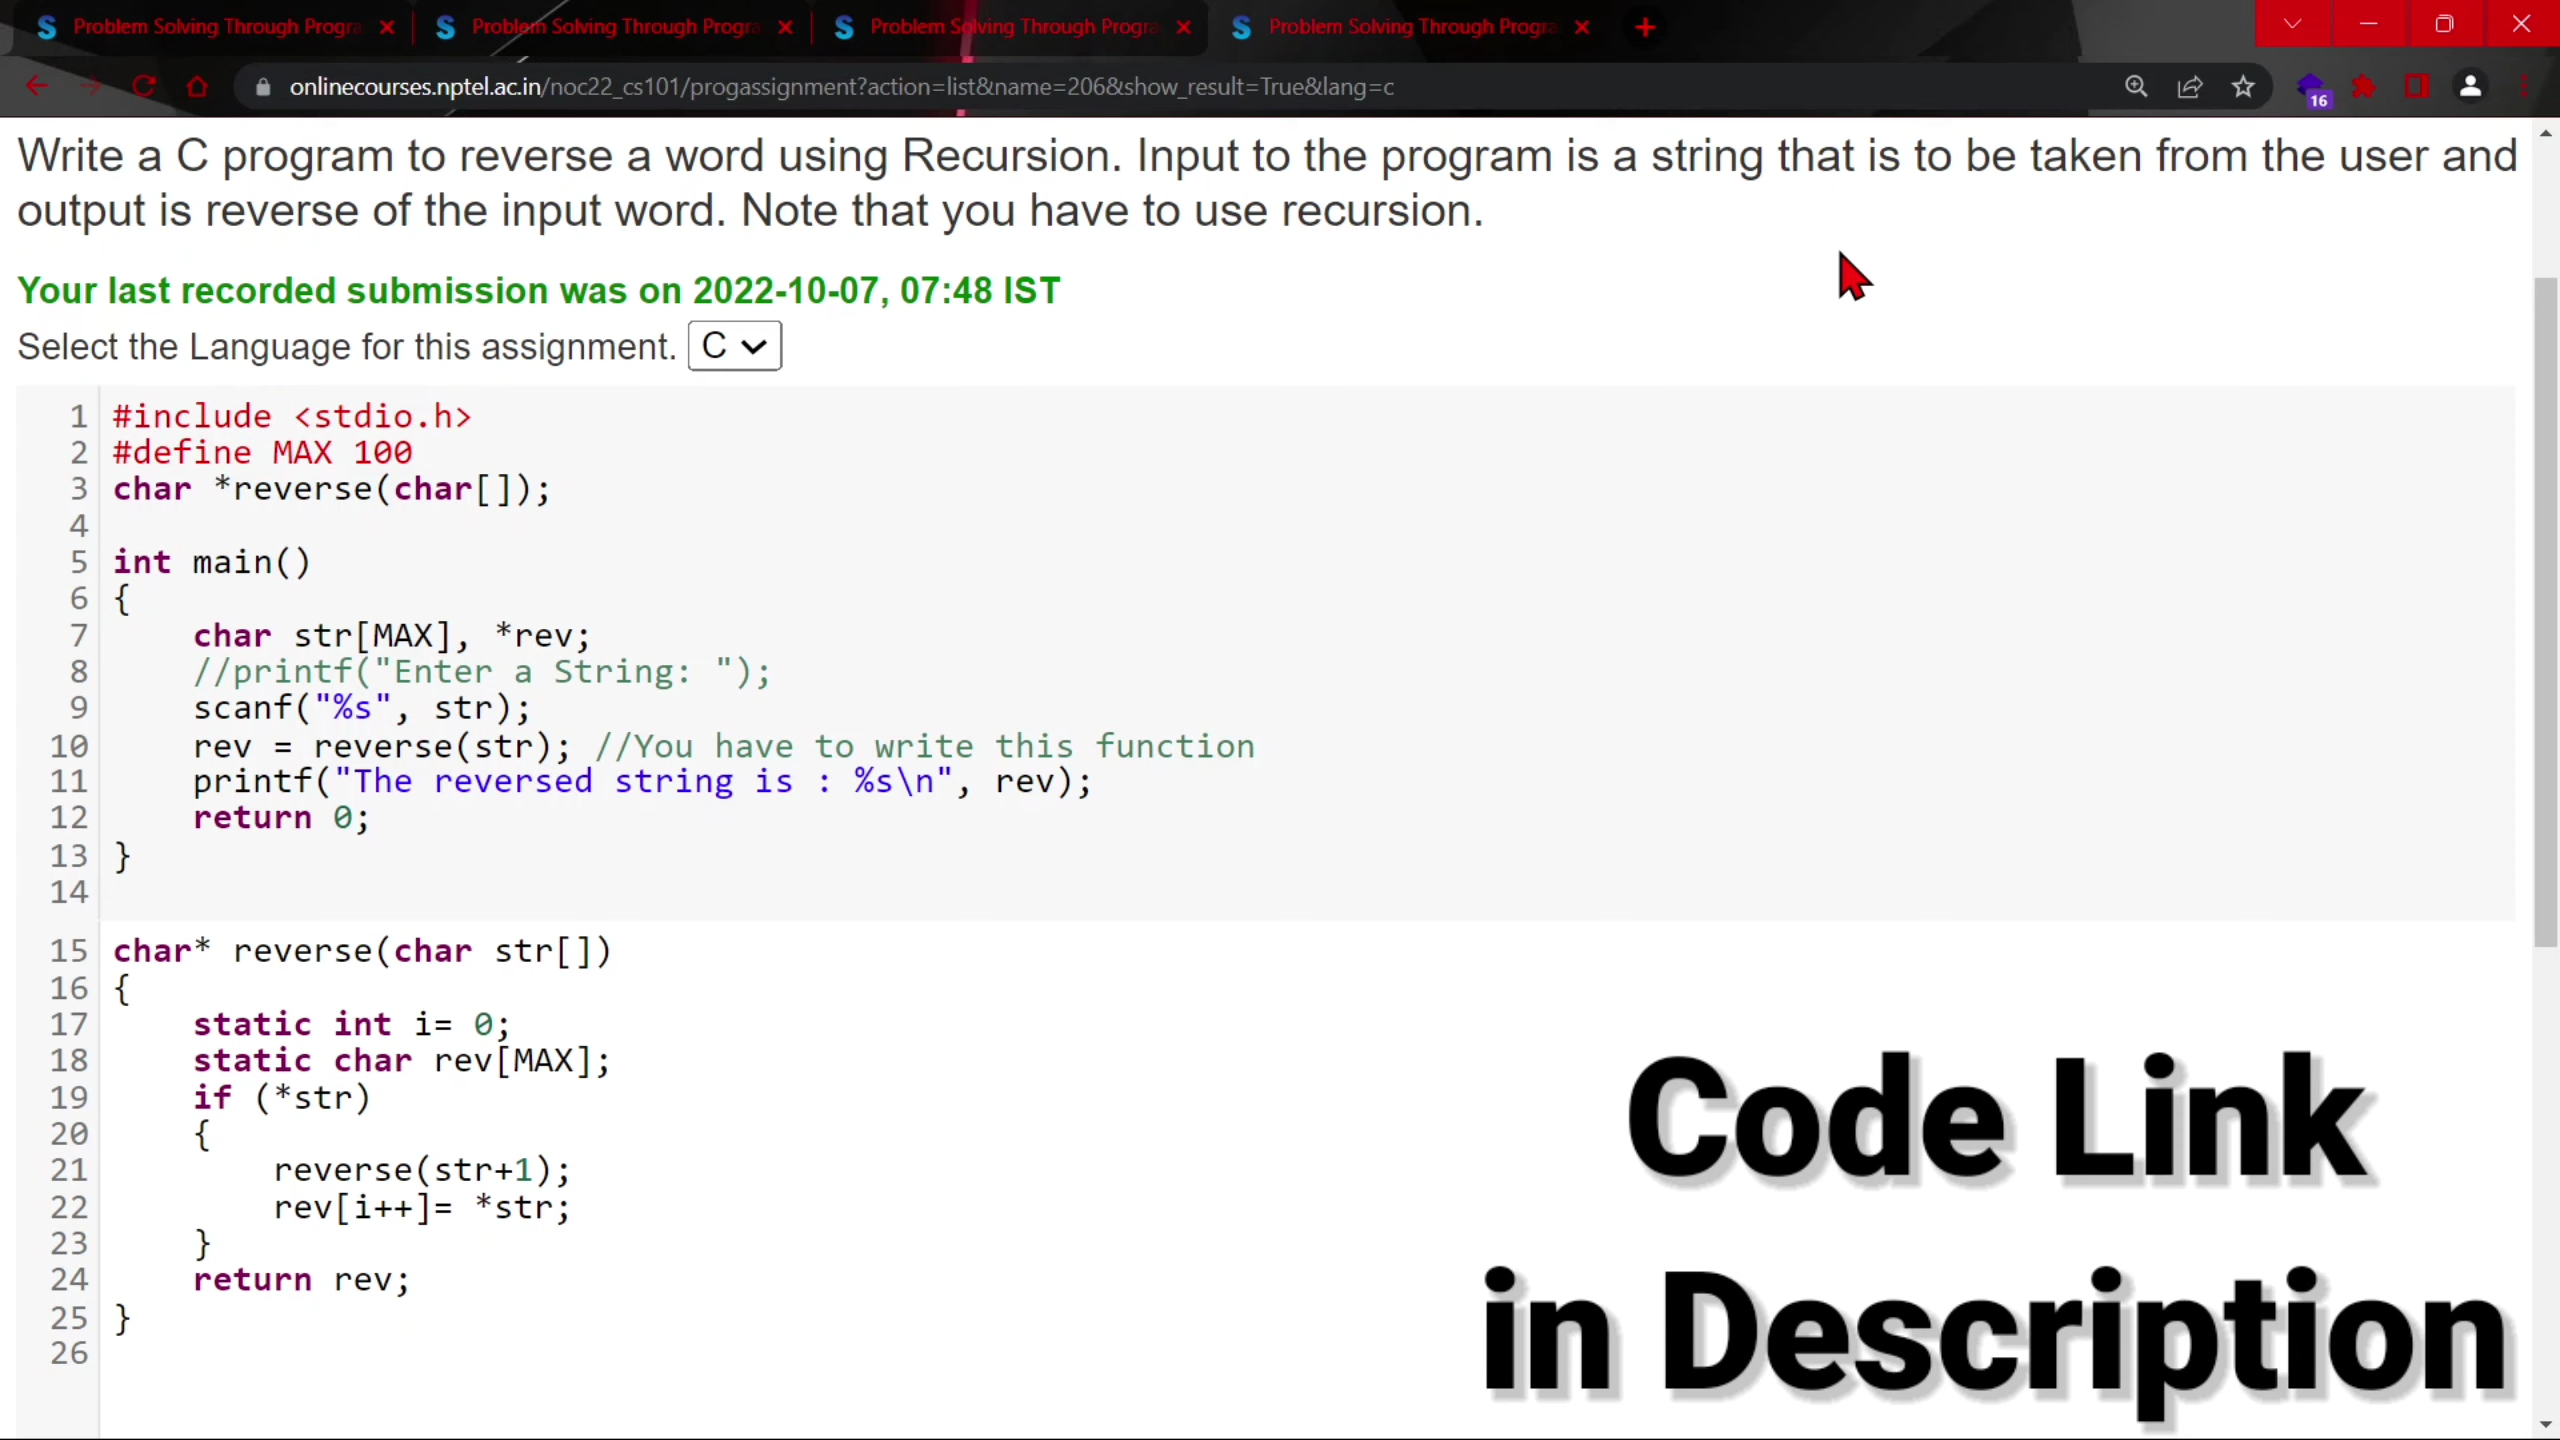 Problem Solving Through Progra
Problem Solving Through Progra
Problem Solving Through Progra
Problem Solving Through Progra
onlinecourses.nptel.ac.in/noc22_cs101/progassignment?action=list&name=206&show_result=True&lang=c
16
Write a C program to reverse a word using Recursion. Input to the program is a string that is to be taken from the user and
output is reverse of the input word. Note that you have to use recursion.
Your last recorded submission was on 2022-10-07, 07:48 IST
Select the Language for this assignment. C
1 #include <stdio.h>
2 #define MAX 100
3 char *reverse(char[]);
4
5 int main()
6 {
7     char str[MAX], *rev;
8     //printf("Enter a String: ");
9     scanf("%s", str);
10     rev = reverse(str); //You have to write this function
11     printf("The reversed string is : %s\n", rev);
12     return 0;
13 }
14
15 char* reverse(char str[])
16 {
17     static int i= 0;
18     static char rev[MAX];
19     if (*str)
20     {
21         reverse(str+1);
22         rev[i++]= *str;
23     }
24     return rev;
25 }
26
Code Link
in Description